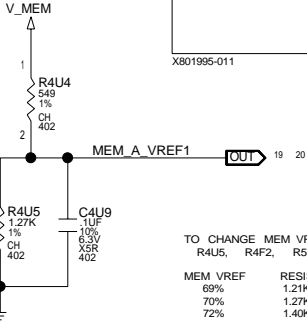 V_MEM
X801995-011
1
R4U4
549
1%
CH
402
2
MEM_A_VREF1
OUT
19 20
R4U5
1.27K
1%
CH
402
C4U9
.1UF
10%
6.3V
X5R
402
TO CHANGE MEM VR
R4U5, R4F2, R5
MEM VREF RESI
69% 1.21K
70% 1.27K
72% 1.40K